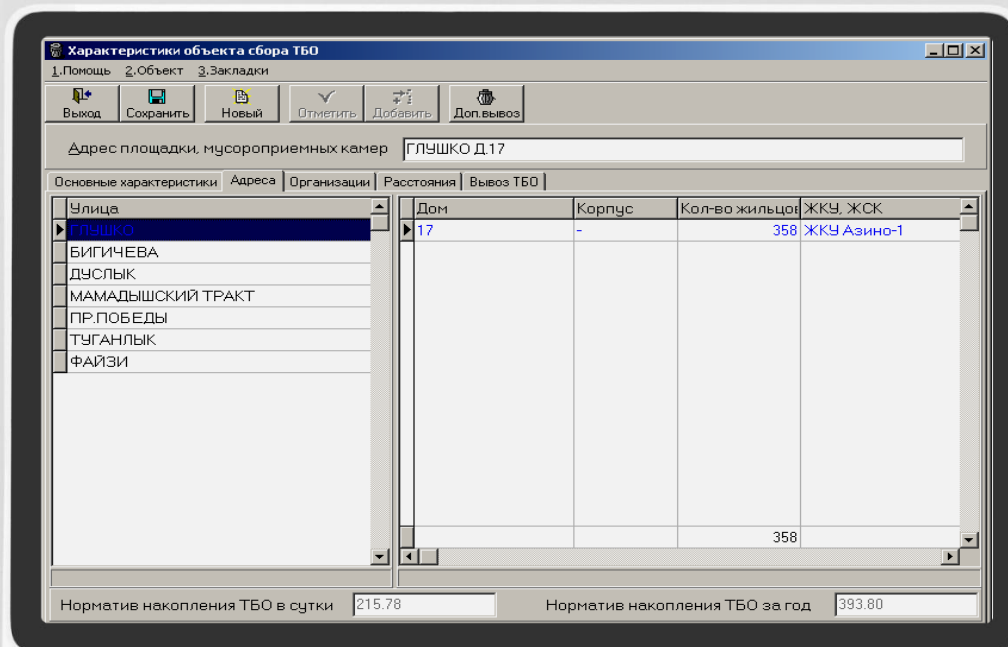 Характеристики объекта сбора ТБО
1.Помощь 2.Объект 3.Закладки
Выход Сохранить Новый Отметить Добавить Доп.вывоз
Адрес площадки, мусороприемных камер ГЛУШКО Д.17
Основные характеристики Адреса Организации Расстояния Вывоз ТБО
Улица Дом Корпус Кол-во жильцов ЖКУ, ЖСК
ГЛУШКО 17 - 358 ЖКУ Азино-1
БИГИЧЕВА
ДУСЛЫК
МАМАДЫШСКИЙ ТРАКТ
ПР.ПОБЕДЫ
ТУГАНЛЫК
ФАЙЗИ
358
Норматив накопления ТБО в сутки 215.78 Норматив накопления ТБО за год 393.80